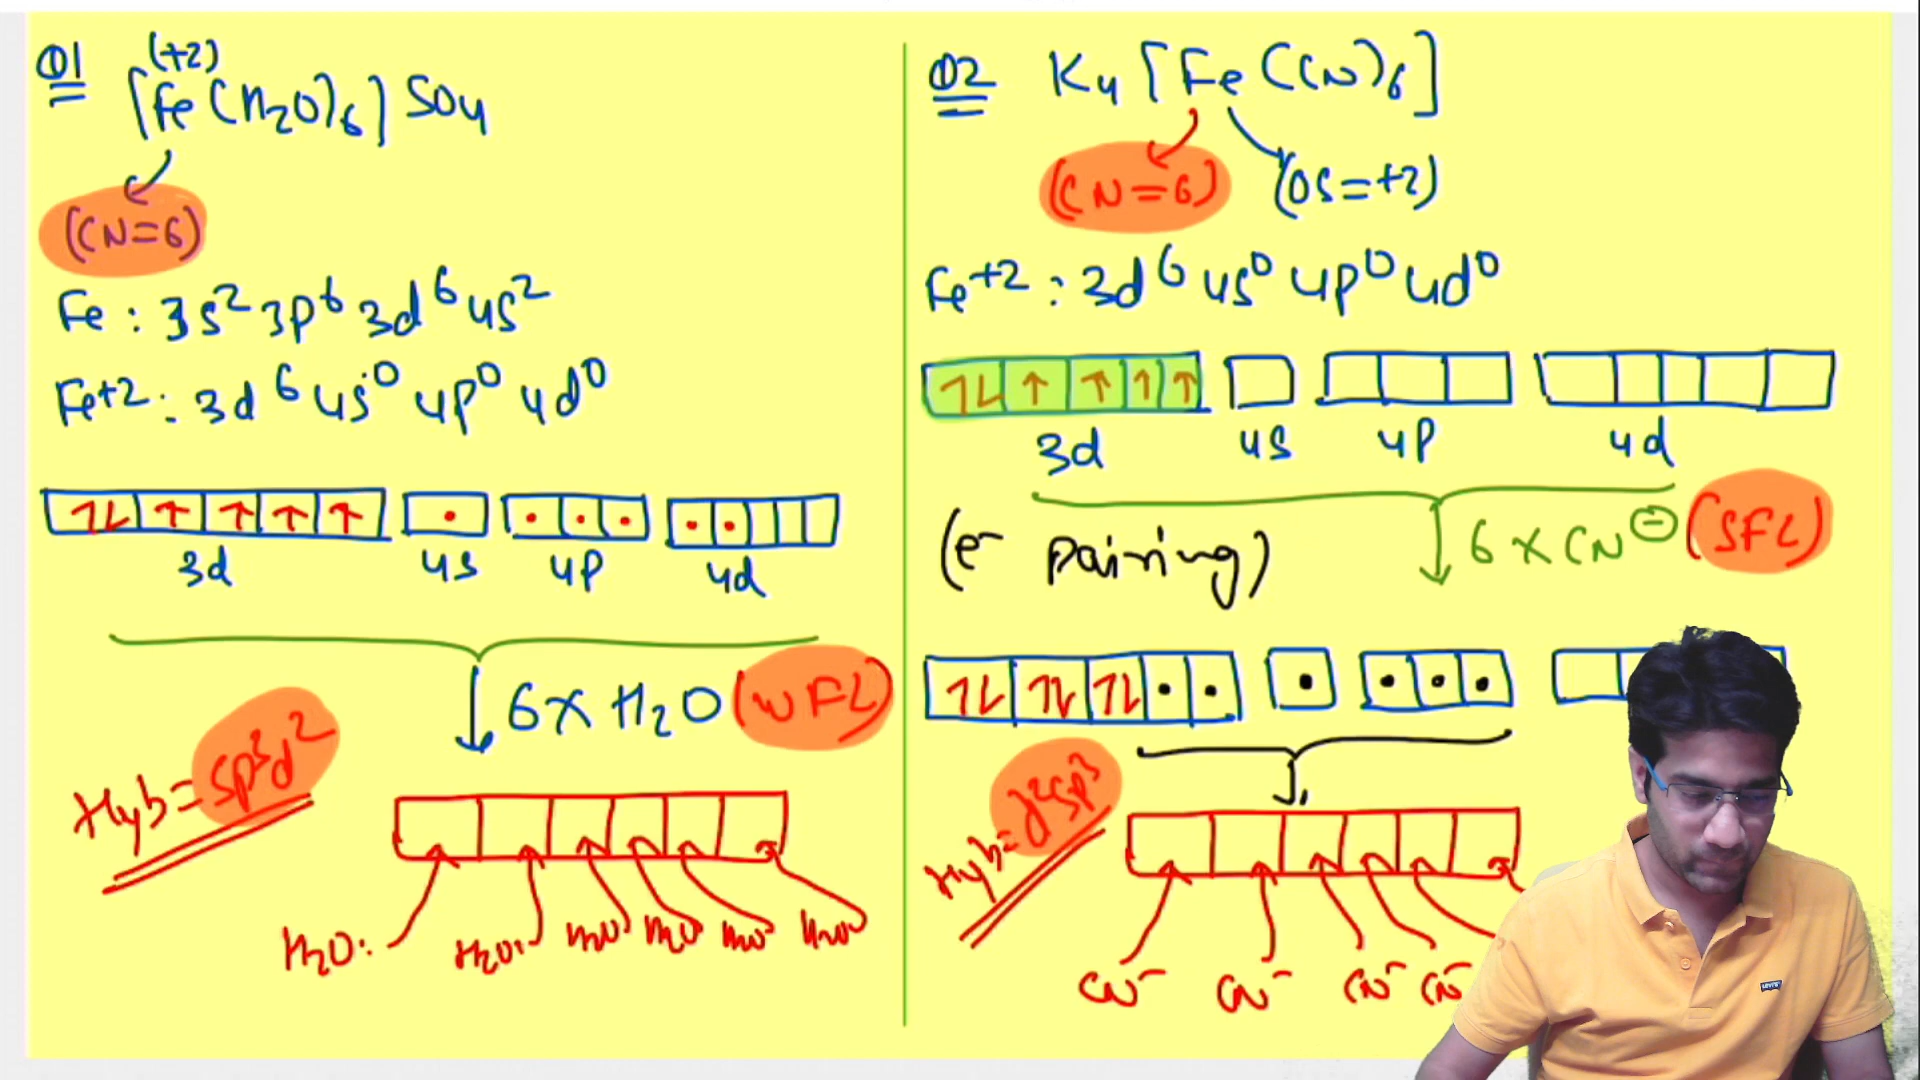 Q1
(+2)
[Fe(H₂O)₆]SO₄
(CN=6)
Fe : 3s² 3p⁶ 3d⁶ 4s²
Fe⁺² : 3d⁶ 4s⁰ 4p⁰ 4d⁰
3d 4s 4p 4d
6 × H₂O (WFL)
Hyb = sp³d²
H₂O: H₂O: H₂O H₂O H₂O H₂O
Q2 K₄[Fe(CN)₆]
(CN=6) (OS=+2)
Fe⁺² : 3d⁶ 4s⁰ 4p⁰ 4d⁰
3d 4s 4p 4d
(e⁻ pairing) 6 × CN⊖ (SFL)
Hyb = d²sp³
CN⁻ CN⁻ CN⁻ CN⁻